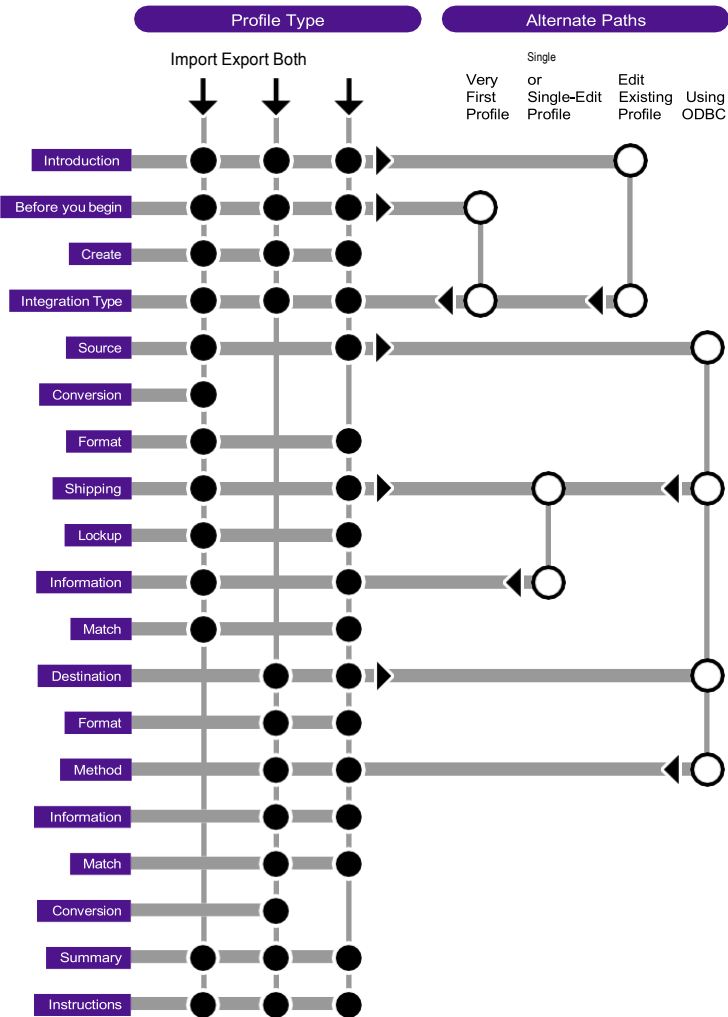 Profile Type
Alternate Paths
Import Export Both
Single
Very
First
Profile
or
Single-Edit
Profile
Edit
Existing
Profile
Using
ODBC
Introduction
Before you begin
Create
Integration Type
Source
Conversion
Format
Shipping
Lockup
Information
Match
Destination
Format
Method
Information
Match
Conversion
Summary
Instructions